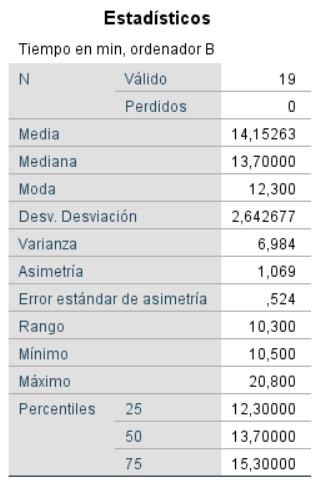 Estadísticos
Tiempo en min, ordenador B
N Válido 19
Perdidos 0
Media 14,15263
Mediana 13,70000
Moda 12,300
Desv. Desviación 2,642677
Varianza 6,984
Asimetría 1,069
Error estándar de asimetría ,524
Rango 10,300
Mínimo 10,500
Máximo 20,800
Percentiles 25 12,30000
50 13,70000
75 15,30000